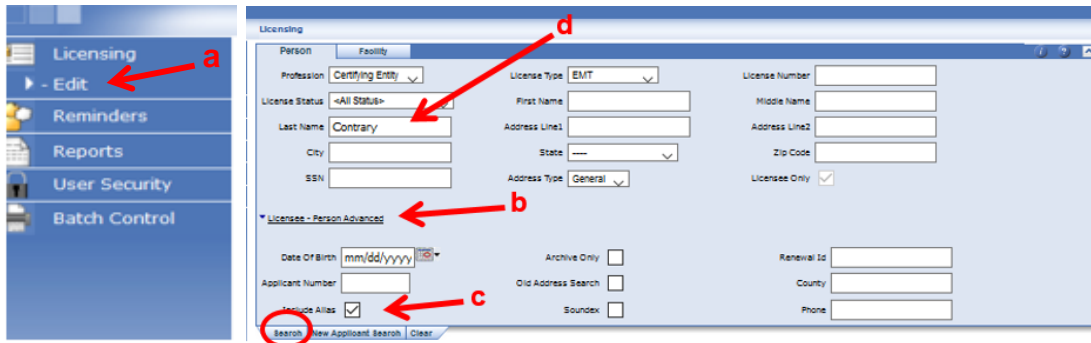 Licensing
- Edit
Reminders
Reports
User Security
Batch Control
a
Licensing
d
Person Facility
Profession Certifying Entity License Type EMT License Number
License Status <All Status> First Name Middle Name
Last Name Contrary Address Line1 Address Line2
City State ---- Zip Code
SSN Address Type General Licensee Only
b
Licensee - Person Advanced
Date Of Birth mm/dd/yyyy Archive Only Renewal Id
Applicant Number Old Address Search County
Include Alias c Soundex Phone
Search New Applicant Search Clear